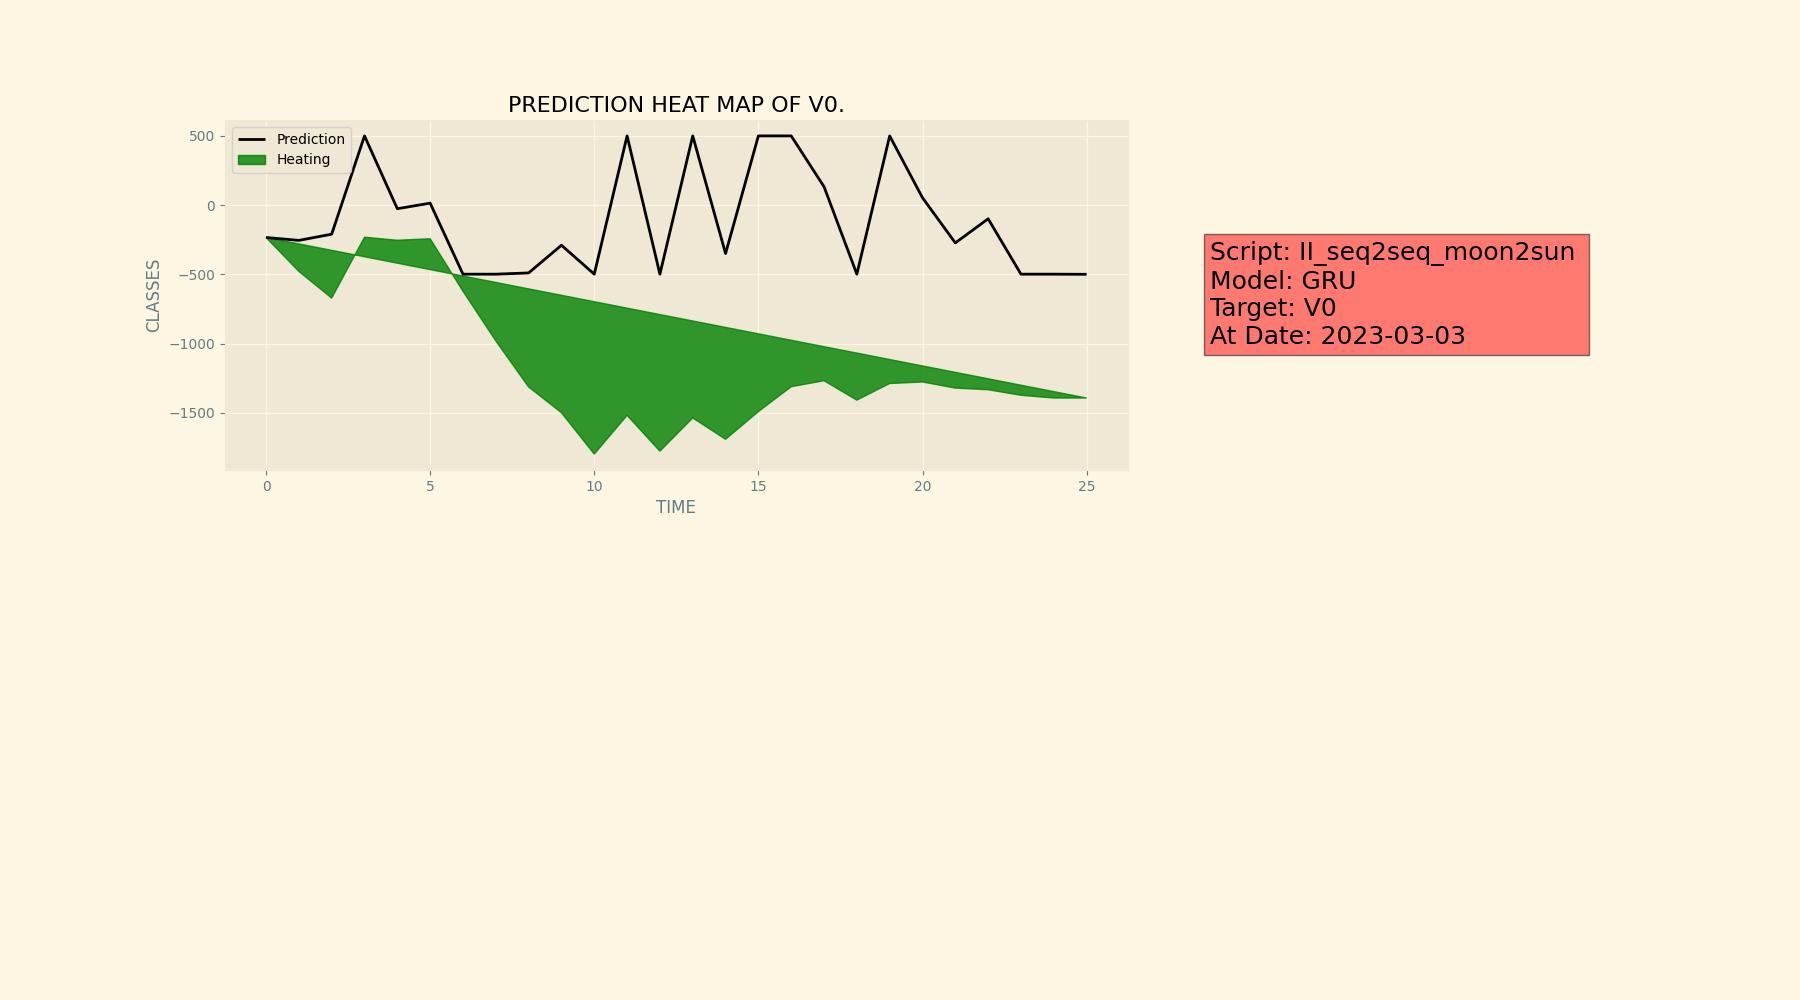 PREDICTION HEAT MAP OF V0.
Prediction
Heating
500
0
−500
−1000
−1500
CLASSES
0 5 10 15 20 25
TIME
Script: II_seq2seq_moon2sun
Model: GRU
Target: V0
At Date: 2023-03-03